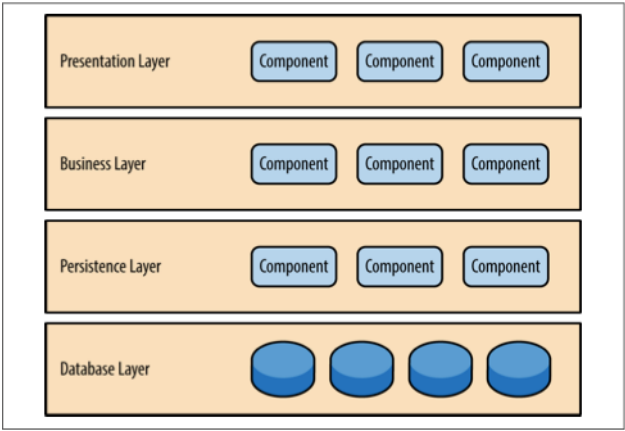 Presentation Layer Component Component Component
Business Layer Component Component Component
Persistence Layer Component Component Component
Database Layer